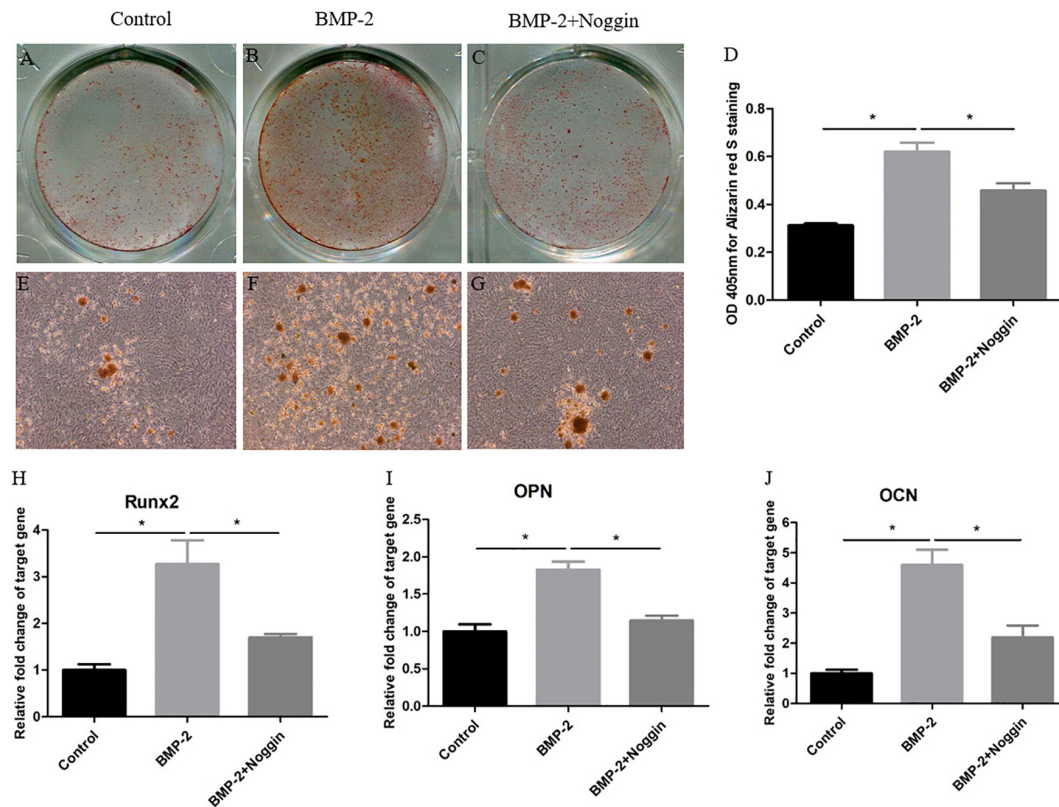 Control
BMP-2
BMP-2+Noggin
A
B
C
D
OD 405nm for Alizarin red S staining
0.8
0.6
0.4
0.2
0.0
*
*
Control
BMP-2
BMP-2+Noggin
E
F
G
H
Runx2
Relative fold change of target gene
4
3
2
1
0
*
*
Control
BMP-2
BMP-2+Noggin
I
OPN
Relative fold change of target gene
2.5
2.0
1.5
1.0
0.5
0.0
*
*
Control
BMP-2
BMP-2+Noggin
J
OCN
Relative fold change of target gene
6
5
4
3
2
1
0
*
*
Control
BMP-2
BMP-2+Noggin